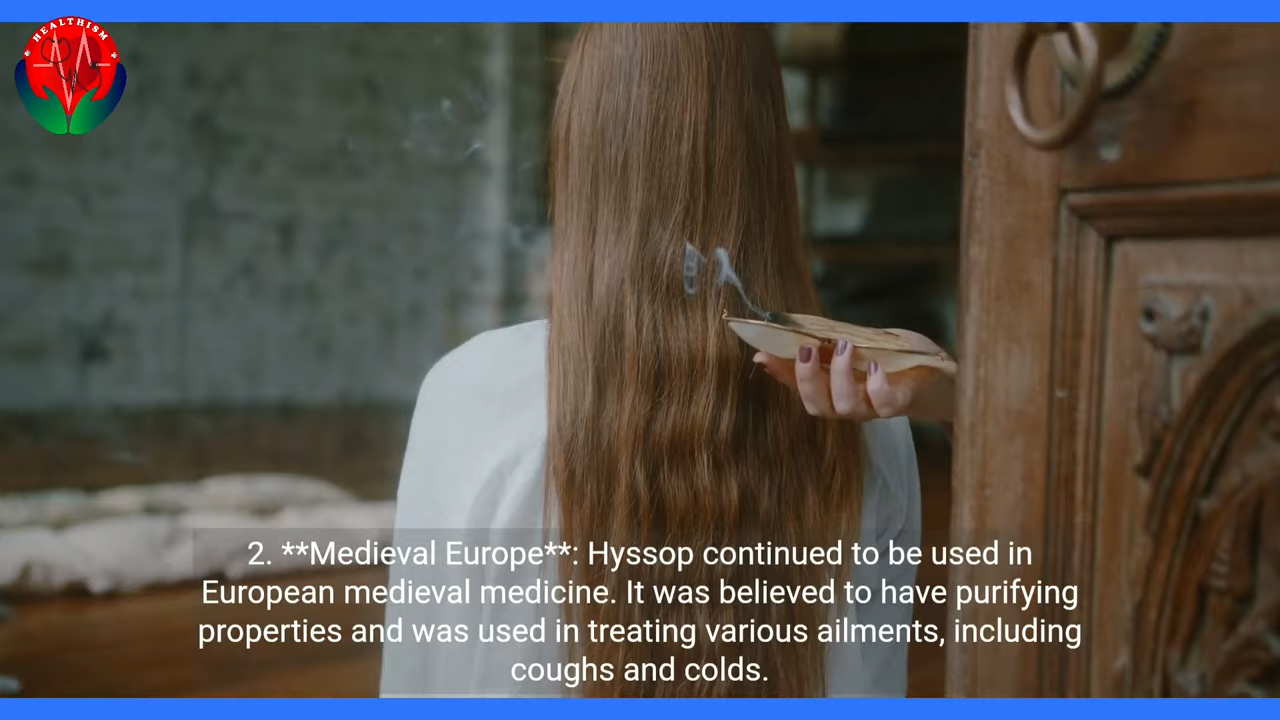 HEALTHISM
2. **Medieval Europe**: Hyssop continued to be used in
European medieval medicine. It was believed to have purifying
properties and was used in treating various ailments, including
coughs and colds.